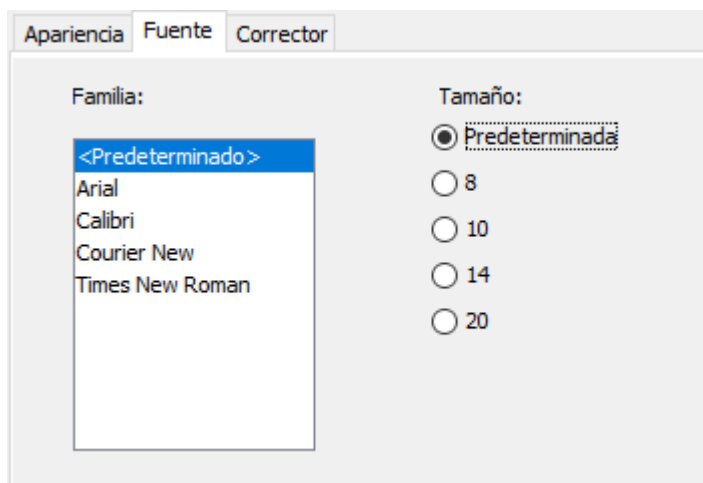 Apariencia Fuente Corrector
Familia:
<Predeterminado>
Arial
Calibri
Courier New
Times New Roman
Tamaño:
Predeterminada
8
10
14
20